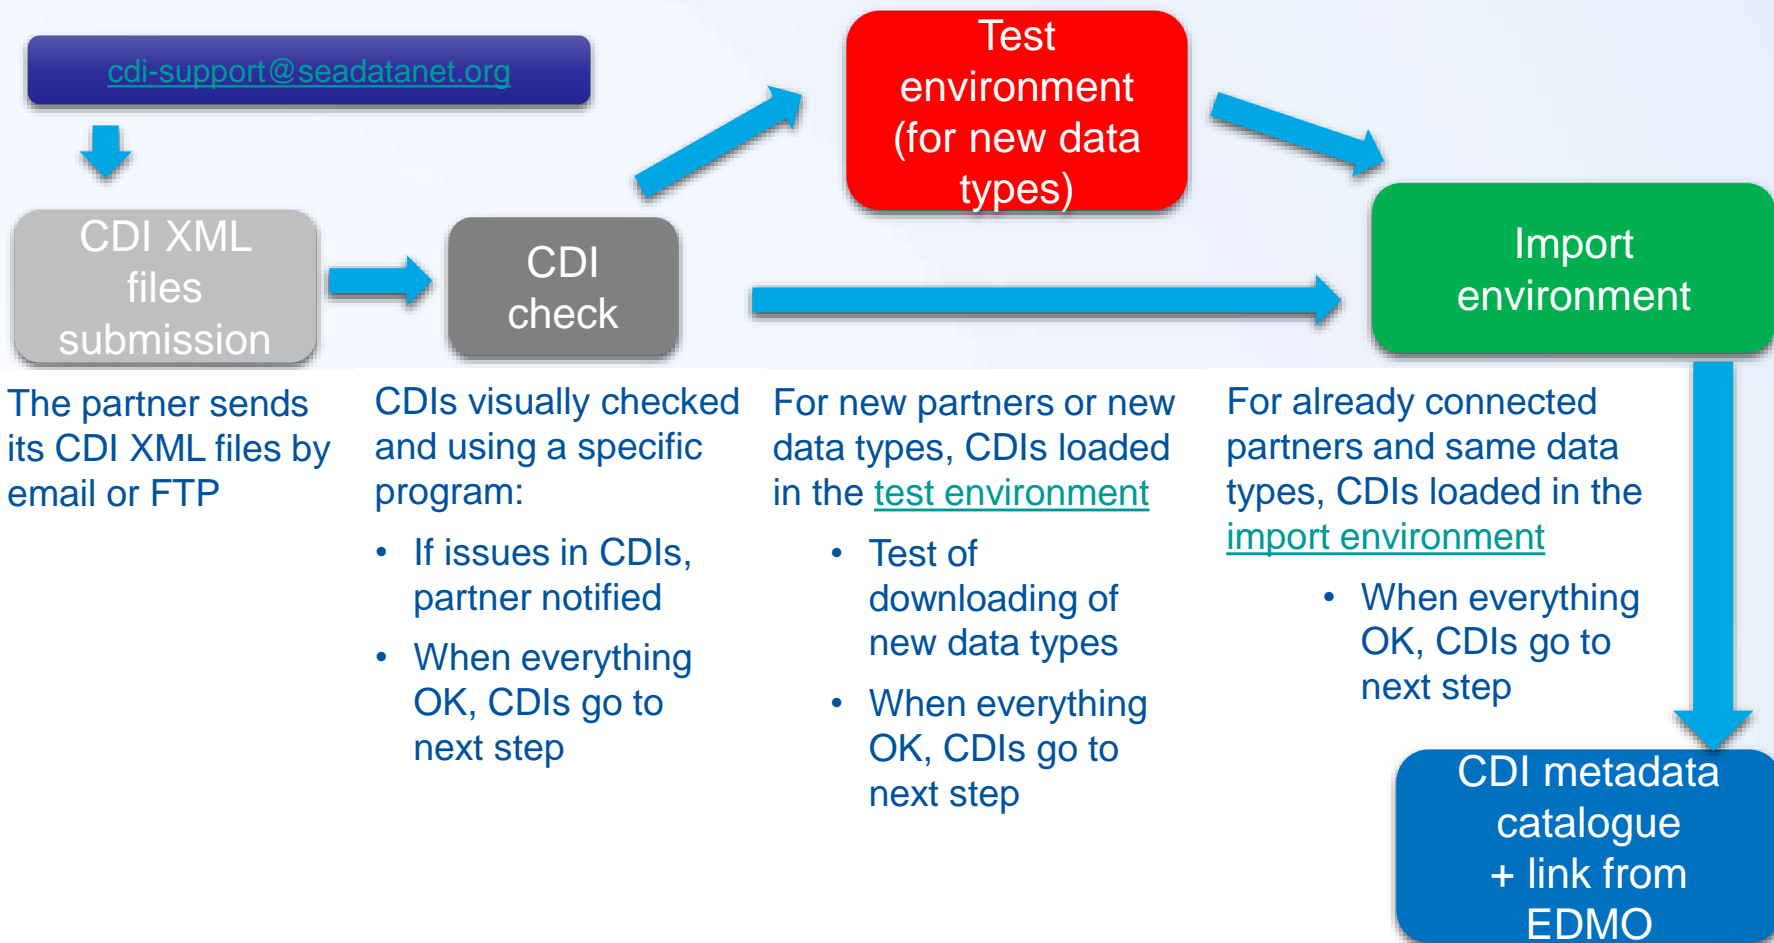 cdi-support@seadatanet.org
Test
environment
(for new data
types)
CDI XML
files
submission
CDI
check
Import
environment
The partner sends
its CDI XML files by
email or FTP
CDIs visually checked
and using a specific
program:
• If issues in CDIs,
partner notified
• When everything
OK, CDIs go to
next step
For new partners or new
data types, CDIs loaded
in the test environment
• Test of
downloading of
new data types
• When everything
OK, CDIs go to
next step
For already connected
partners and same data
types, CDIs loaded in the
import environment
• When everything
OK, CDIs go to
next step
CDI metadata
catalogue
+ link from
EDMO